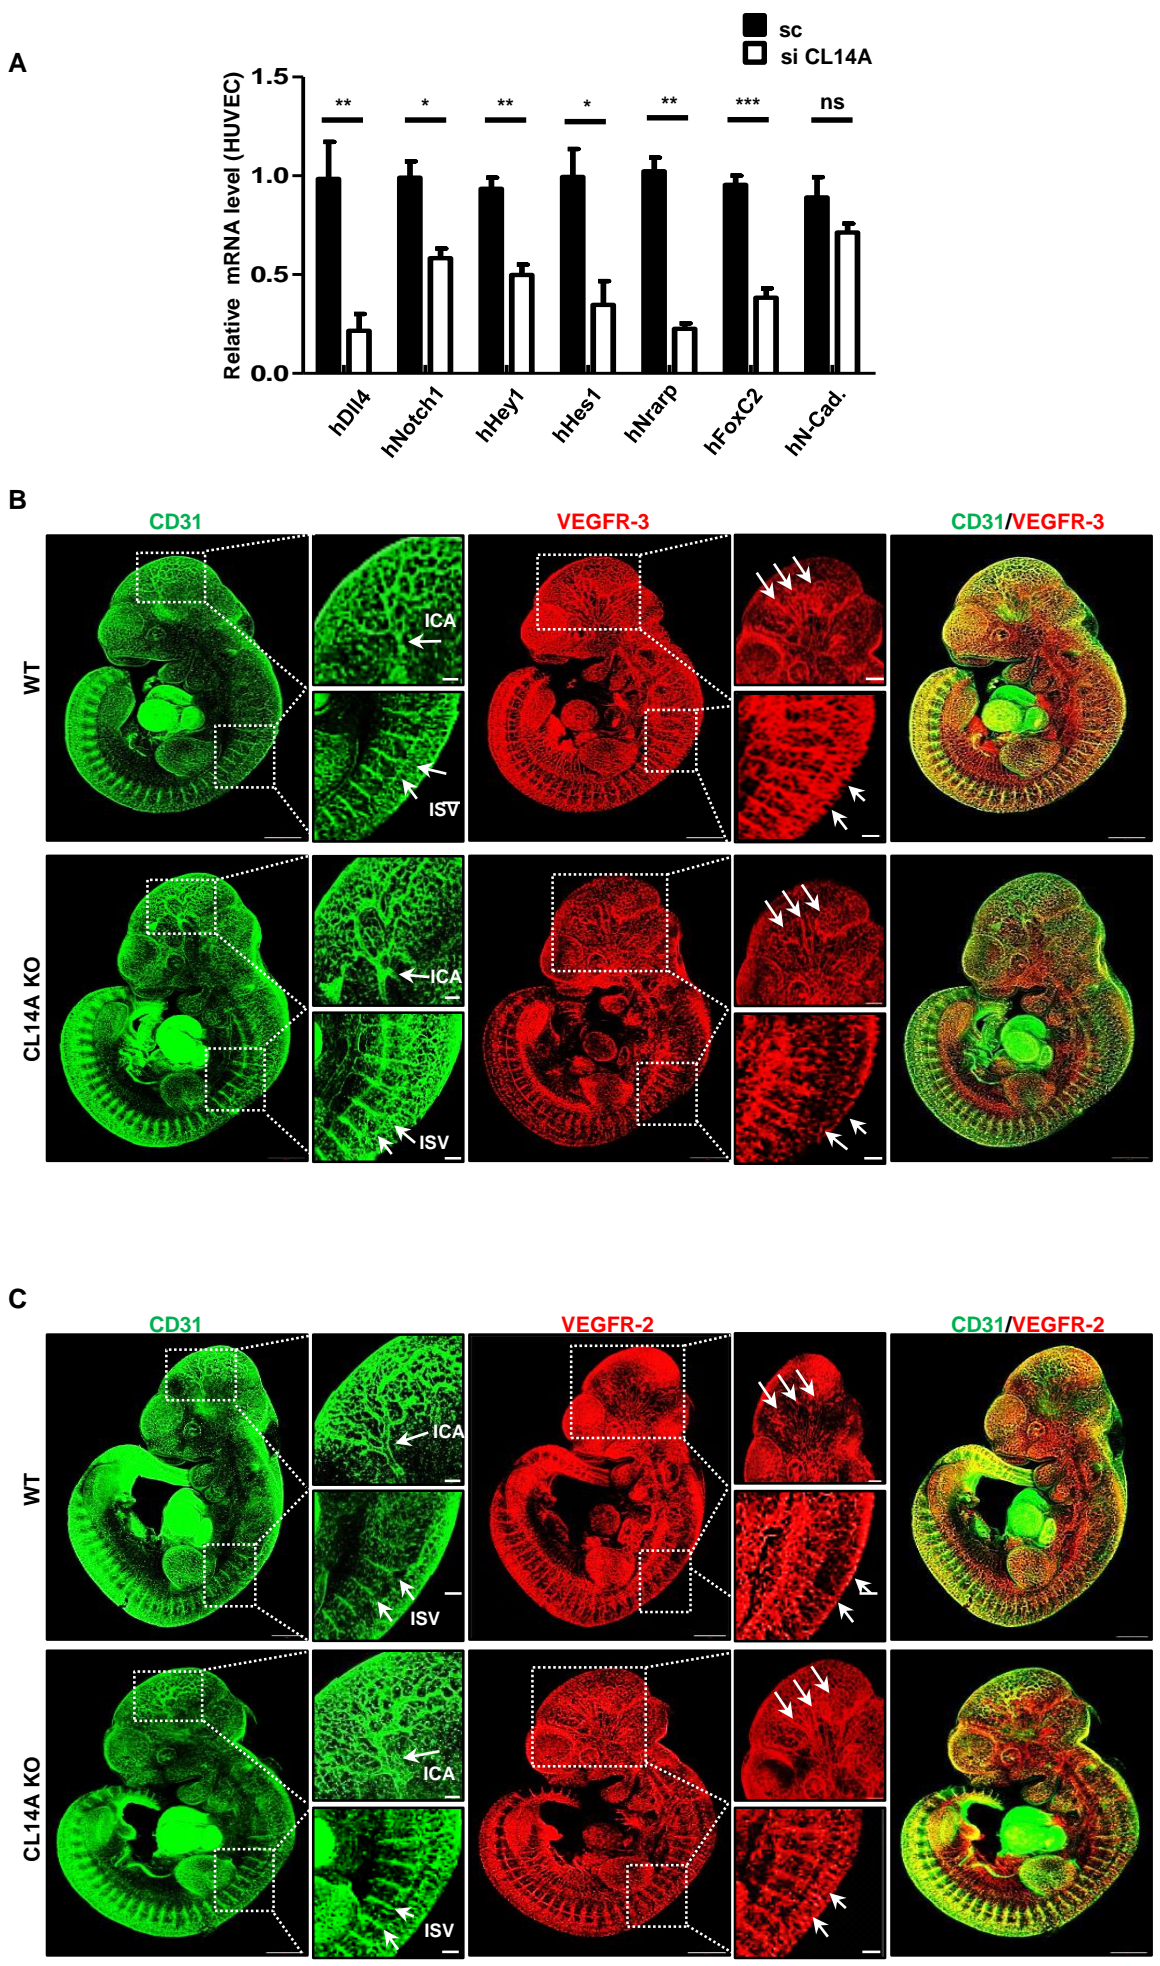 sc
si CL14A
A
Relative mRNA level (HUVEC)
1.5
1.0
0.5
0.0
** * ** * ** *** ns
hDll4 hNotch1 hHey1 hHes1 hNrarp hFoxC2 hN-Cad.
B
CD31 VEGFR-3 CD31/VEGFR-3
WT
ICA
ISV
CL14A KO
ICA
ISV
C
CD31 VEGFR-2 CD31/VEGFR-2
WT
ICA
ISV
CL14A KO
ICA
ISV